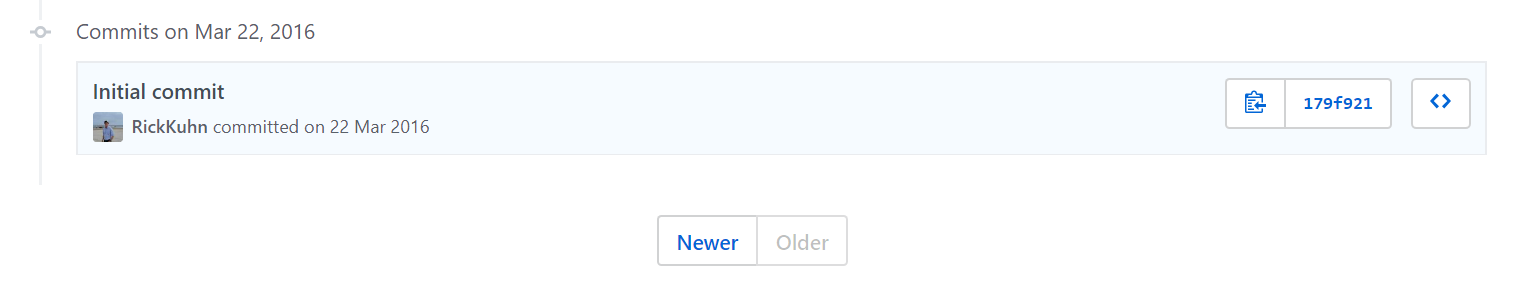 Commits on Mar 22, 2016
Initial commit
RickKuhn committed on 22 Mar 2016
179f921
Newer Older